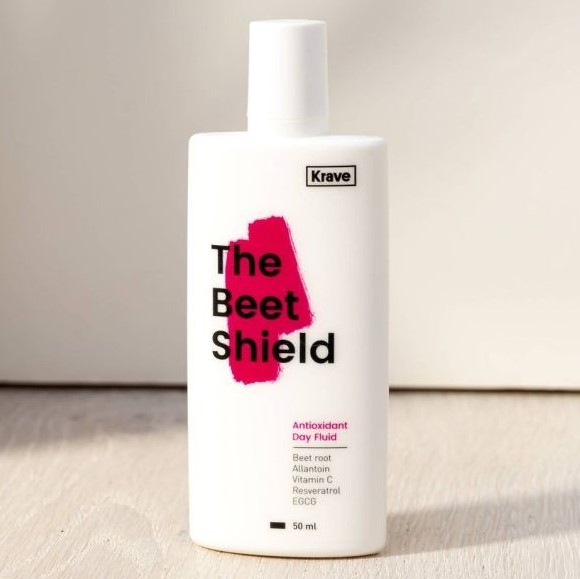 Krave
The
Beet
Shield
Antioxidant
Day Fluid
Beet root
Allantoin
Vitamin C
Resveratrol
EGCG
50 ml